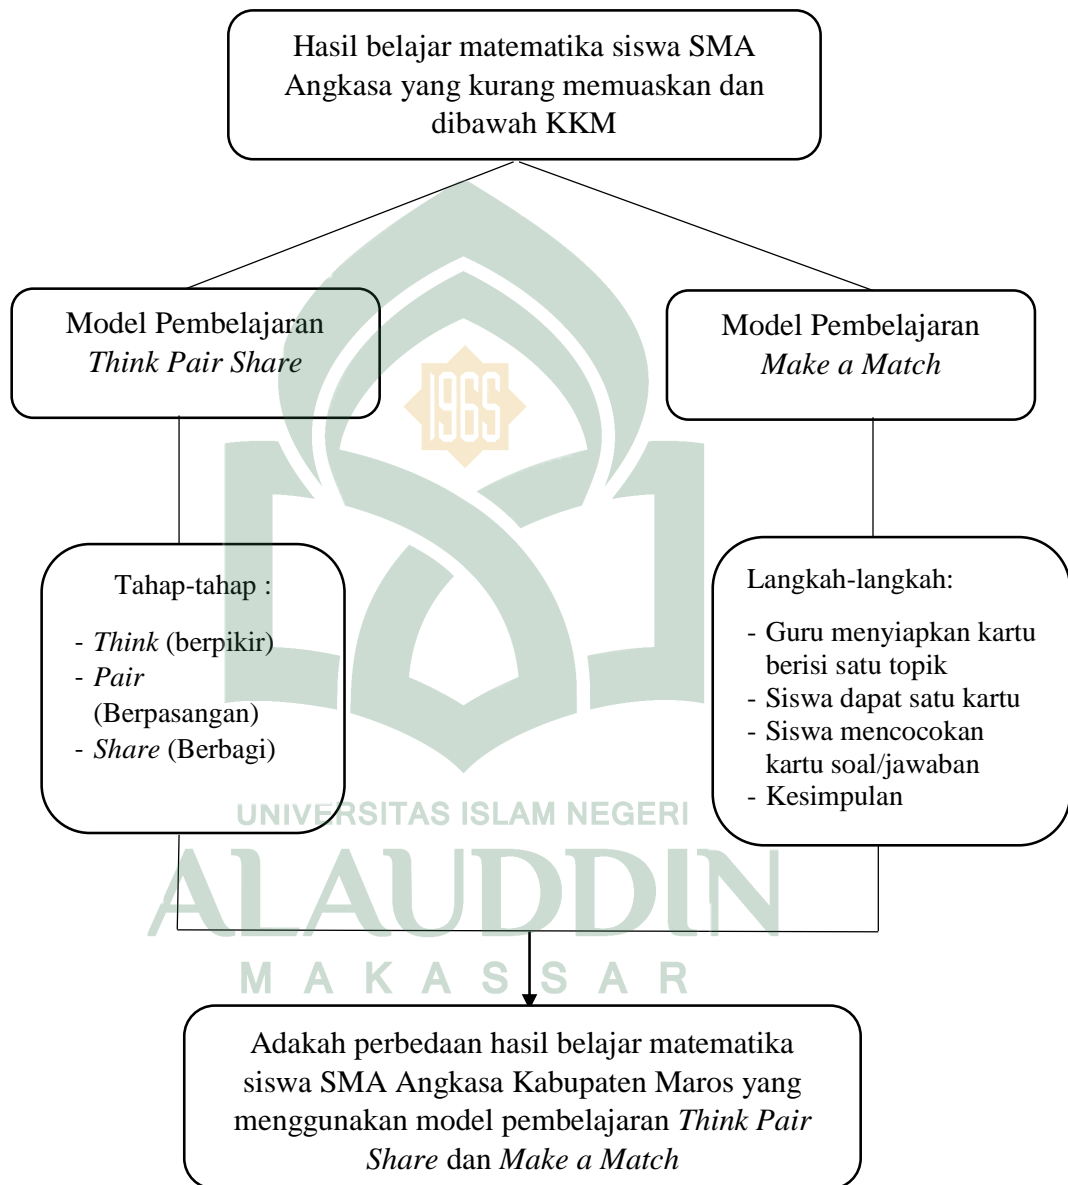 Hasil belajar matematika siswa SMA
Angkasa yang kurang memuaskan dan
dibawah KKM
Model Pembelajaran
Think Pair Share
Model Pembelajaran
Make a Match
1965
Tahap-tahap :
- Think (berpikir)
- Pair
(Berpasangan)
- Share (Berbagi)
Langkah-langkah:
- Guru menyiapkan kartu
berisi satu topik
- Siswa dapat satu kartu
- Siswa mencocokan
kartu soal/jawaban
- Kesimpulan
UNIVERSITAS ISLAM NEGERI
ALAUDDIN
MAKASSAR
Adakah perbedaan hasil belajar matematika
siswa SMA Angkasa Kabupaten Maros yang
menggunakan model pembelajaran Think Pair
Share dan Make a Match